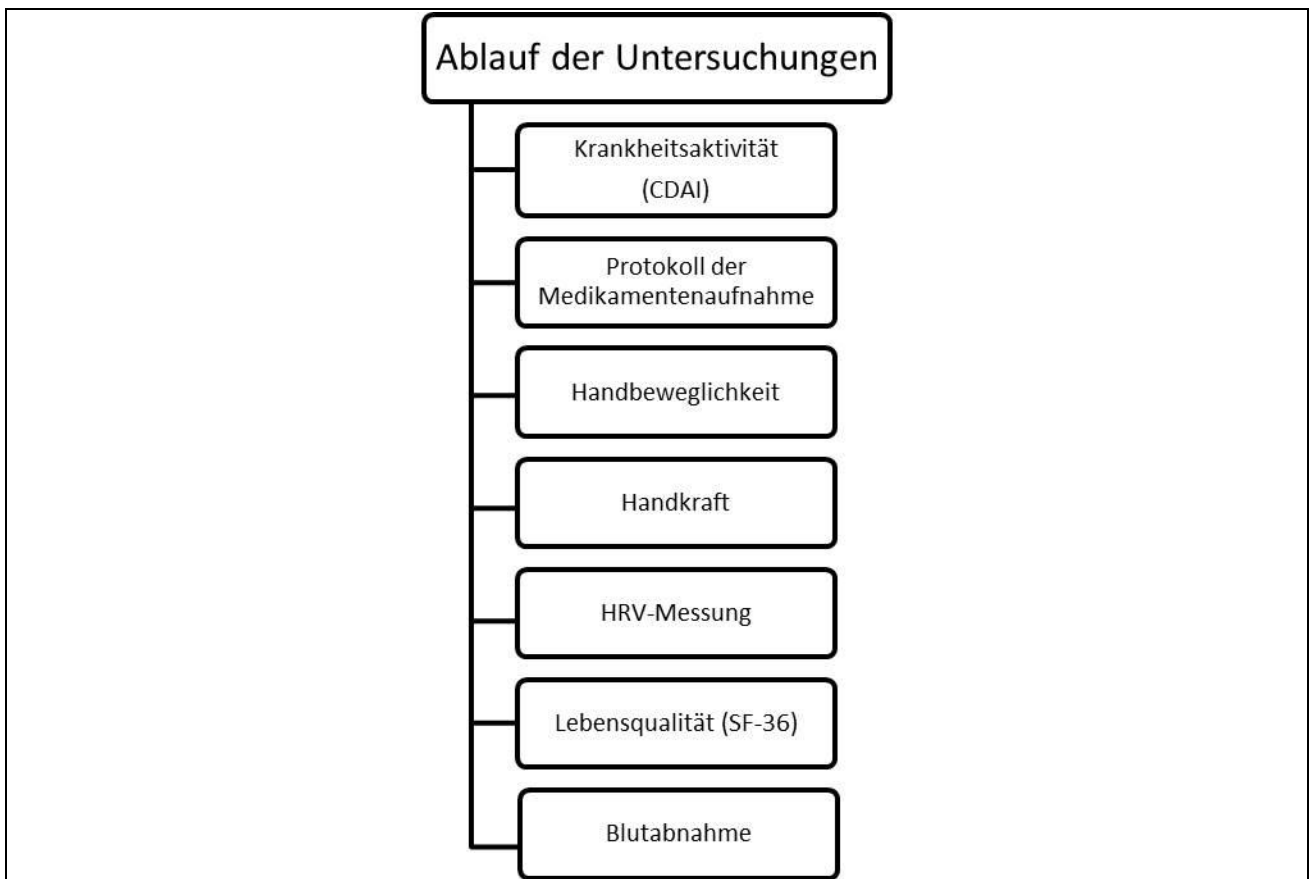 Ablauf der Untersuchungen
Krankheitsaktivität
(CDAI)
Protokoll der
Medikamentenaufnahme
Handbeweglichkeit
Handkraft
HRV-Messung
Lebensqualität (SF-36)
Blutabnahme